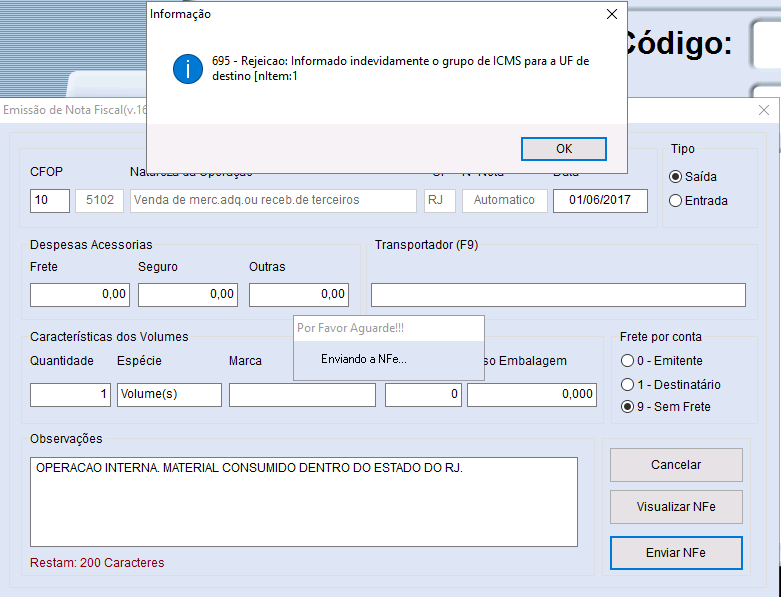 Informação
695 - Rejeicao: Informado indevidamente o grupo de ICMS para a UF de
destino [nItem:1
OK
Código:
Emissão de Nota Fiscal(v.16
CFOP
Natureza da Operação
Data
10
5102
Venda de merc.adq.ou receb.de terceiros
RJ
Automatico
01/06/2017
Tipo
Saída
Entrada
Despesas Acessorias
Frete
Seguro
Outras
0,00
0,00
0,00
Transportador (F9)
Por Favor Aguarde!!!
Enviando a NFe...
Características dos Volumes
Quantidade
Espécie
Marca
so Embalagem
1
Volume(s)
0
0,000
Frete por conta
0 - Emitente
1 - Destinatário
9 - Sem Frete
Observações
OPERACAO INTERNA. MATERIAL CONSUMIDO DENTRO DO ESTADO DO RJ.
Restam: 200 Caracteres
Cancelar
Visualizar NFe
Enviar NFe